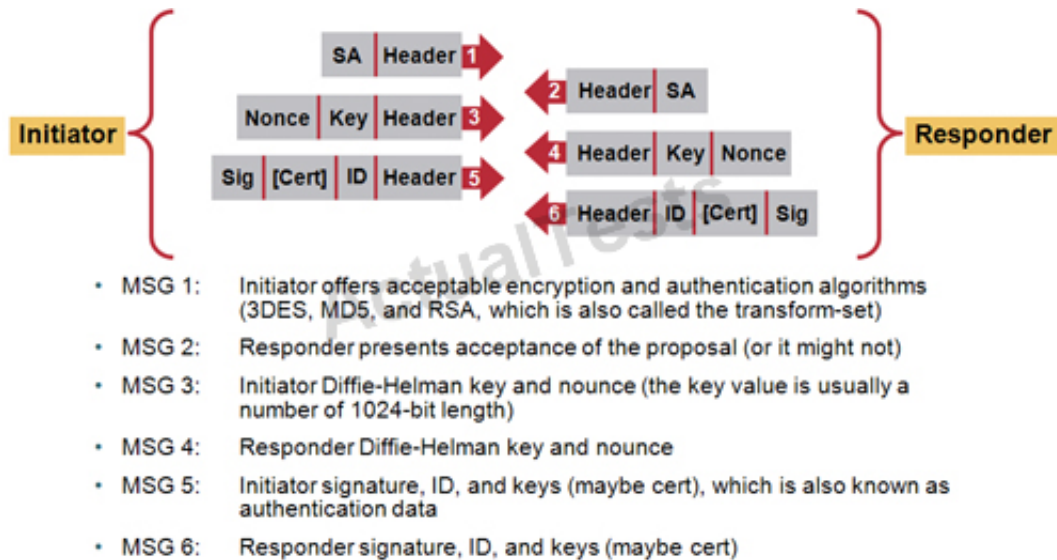 SA Header 1
2 Header SA
Nonce Key Header 3
Initiator
Responder
4 Header Key Nonce
Sig [Cert] ID Header 5
6 Header ID [Cert] Sig
ActualTests
• MSG 1: Initiator offers acceptable encryption and authentication algorithms
(3DES, MD5, and RSA, which is also called the transform-set)
• MSG 2: Responder presents acceptance of the proposal (or it might not)
• MSG 3: Initiator Diffie-Helman key and nounce (the key value is usually a
number of 1024-bit length)
• MSG 4: Responder Diffie-Helman key and nounce
• MSG 5: Initiator signature, ID, and keys (maybe cert), which is also known as
authentication data
• MSG 6: Responder signature, ID, and keys (maybe cert)